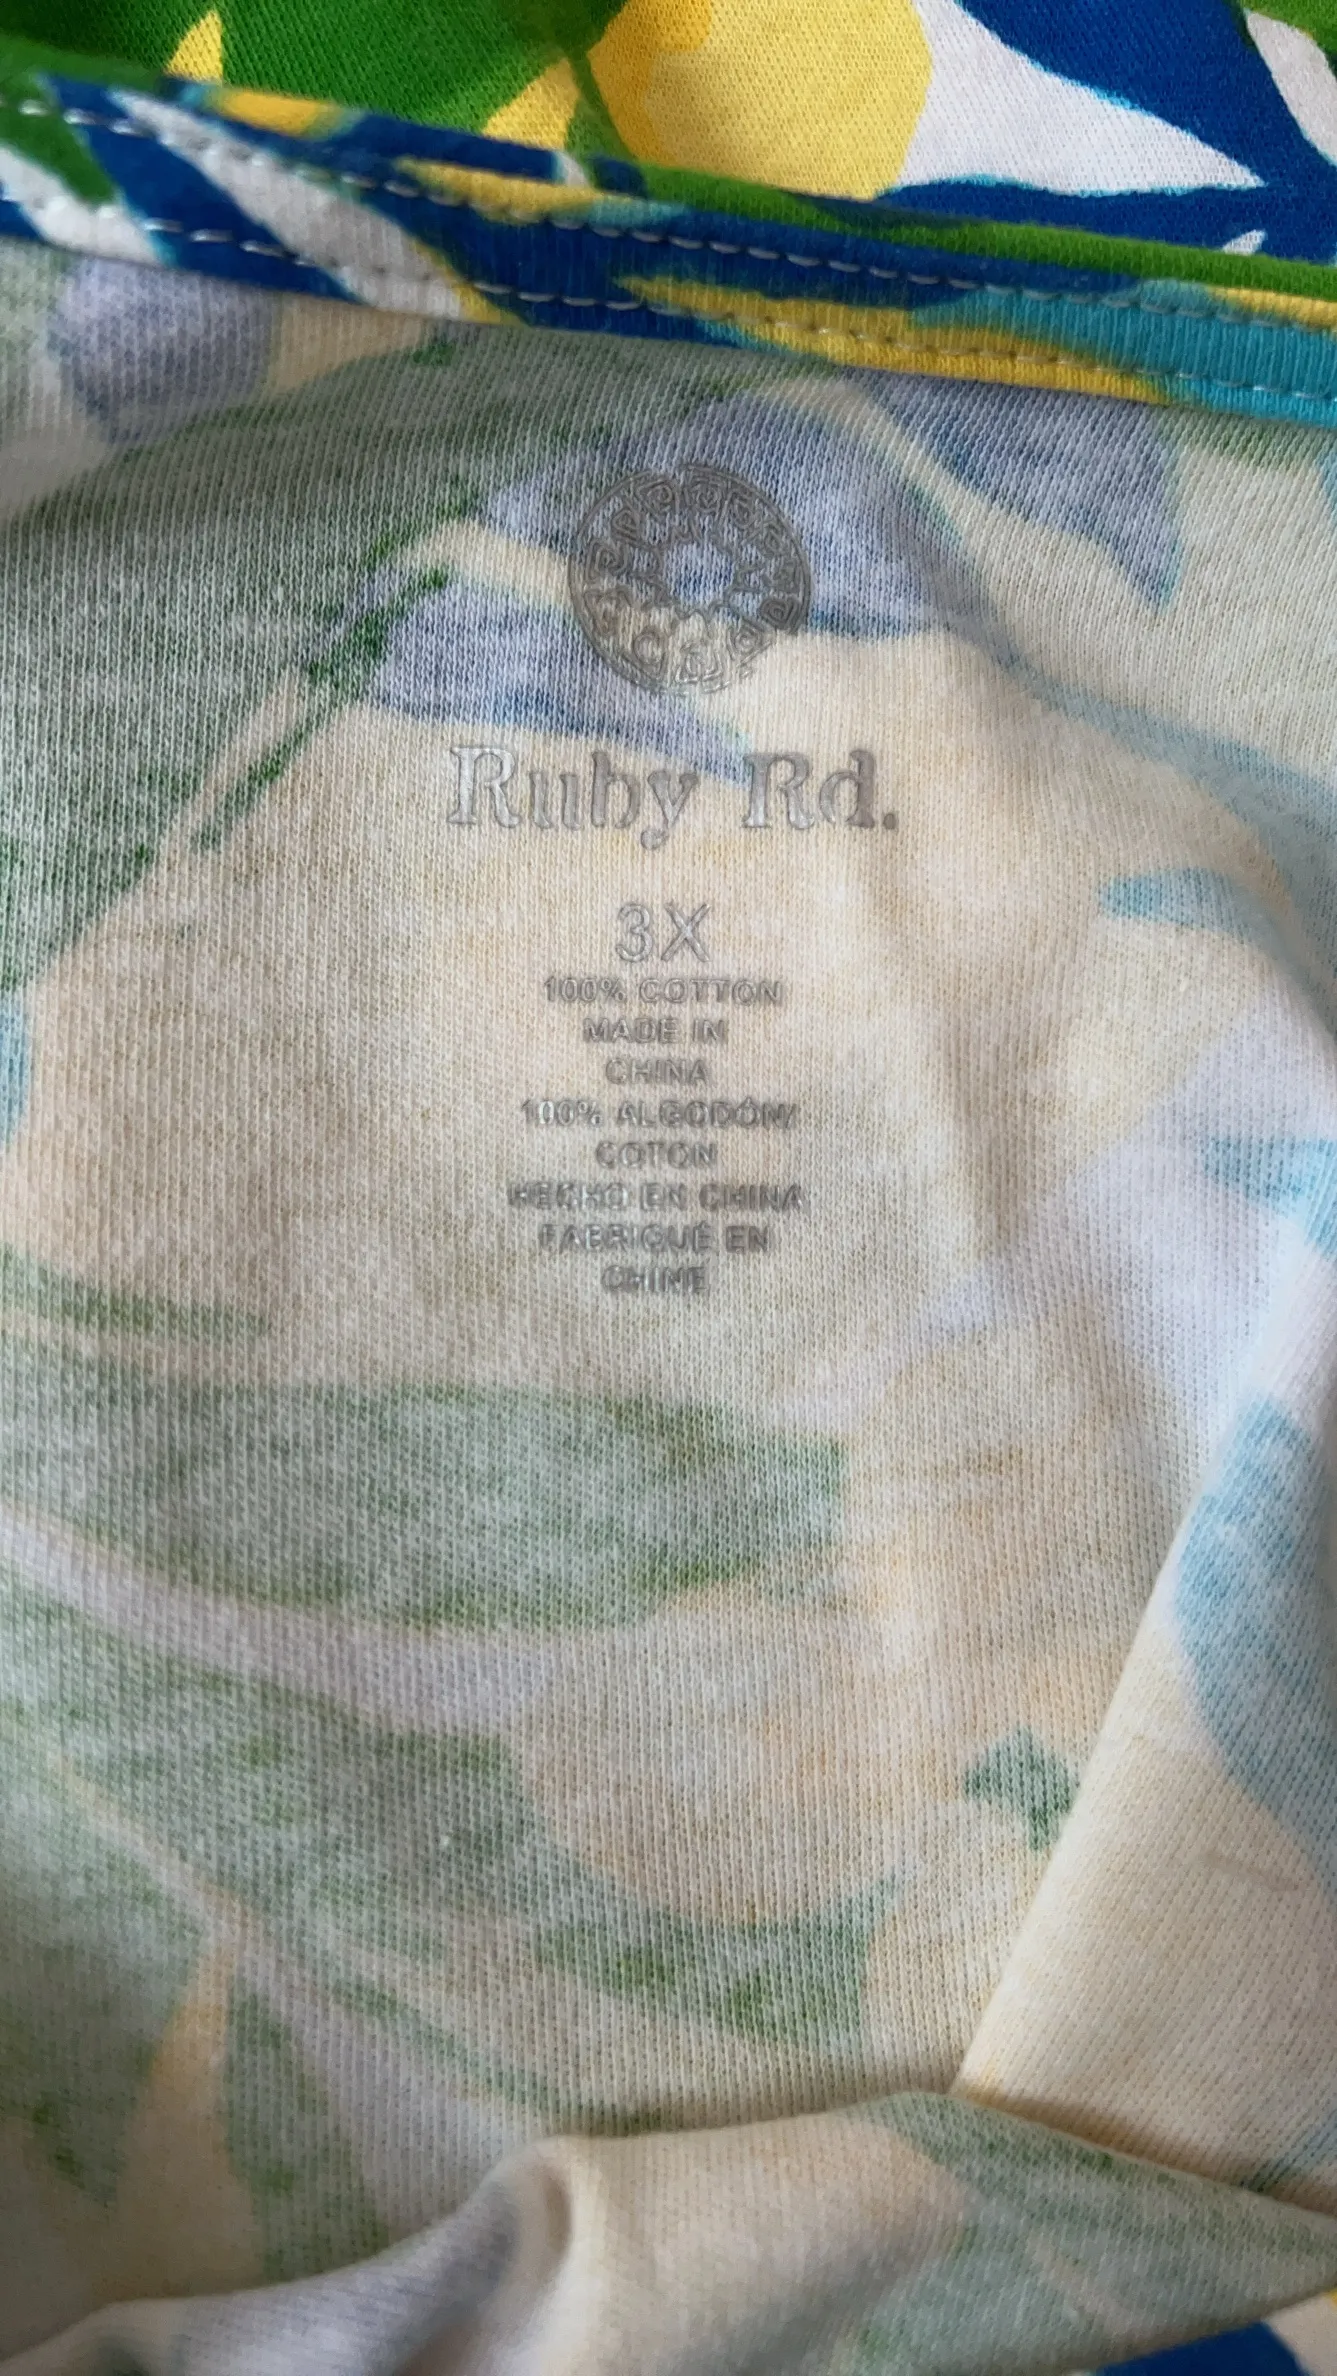 Ruby Rd.
3X
100% COTTON
MADE IN
CHINA
100% ALGODÓN/
COTON
HECHO EN CHINA
FABRIQUÉ EN
CHINE